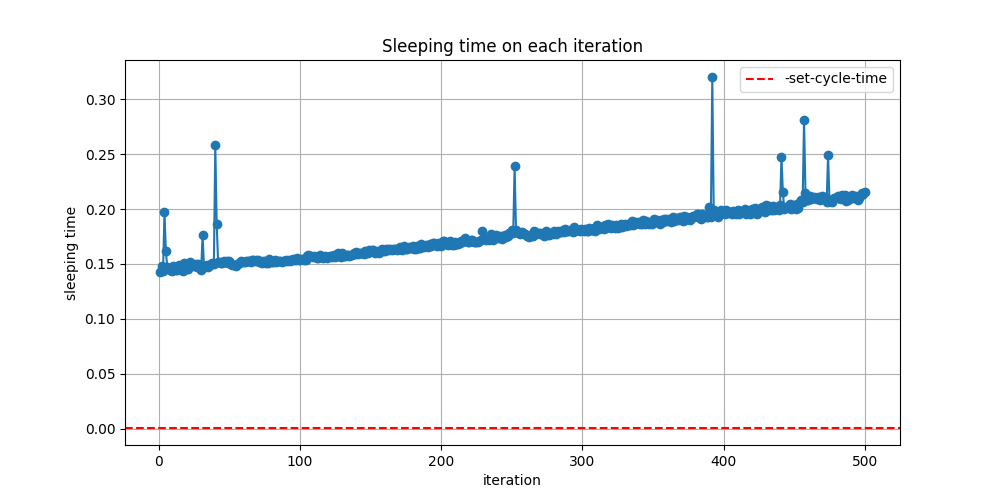 Sleeping time on each iteration
-set-cycle-time
sleeping time
0.30
0.25
0.20
0.15
0.10
0.05
0.00
0 100 200 300 400 500
iteration